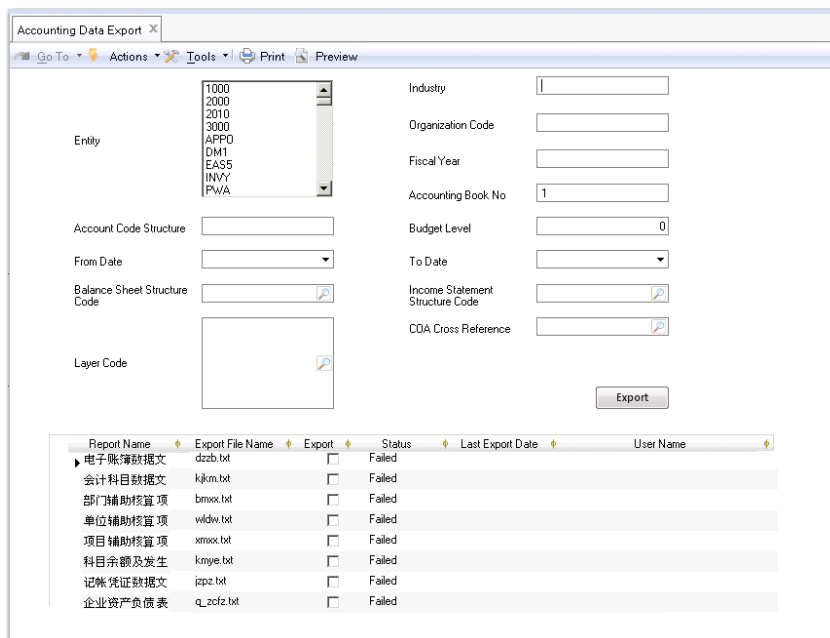 Accounting Data Export X
Go To Actions Tools Print Preview
Entity
1000
2000
2010
3000
APPO
DM1
EAS5
INVY
PWA
Industry
Organization Code
Fiscal Year
Accounting Book No 1
Account Code Structure
Budget Level 0
From Date
To Date
Balance Sheet Structure
Code
Income Statement
Structure Code
COA Cross Reference
Layer Code
Export
Report Name Export File Name Export Status Last Export Date User Name
电子账簿数据文 dzzb.txt Failed
会计科目数据文 kjkm.txt Failed
部门辅助核算项 bmxx.txt Failed
单位辅助核算项 wldw.txt Failed
项目辅助核算项 xmxx.txt Failed
科目余额及发生 kmye.txt Failed
记帐凭证数据文 jzpz.txt Failed
企业资产负债表 q_zcfz.txt Failed